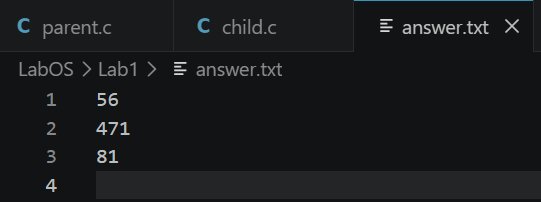 C parent.c C child.c answer.txt
LabOS > Lab1 > answer.txt
1 56
2 471
3 81
4